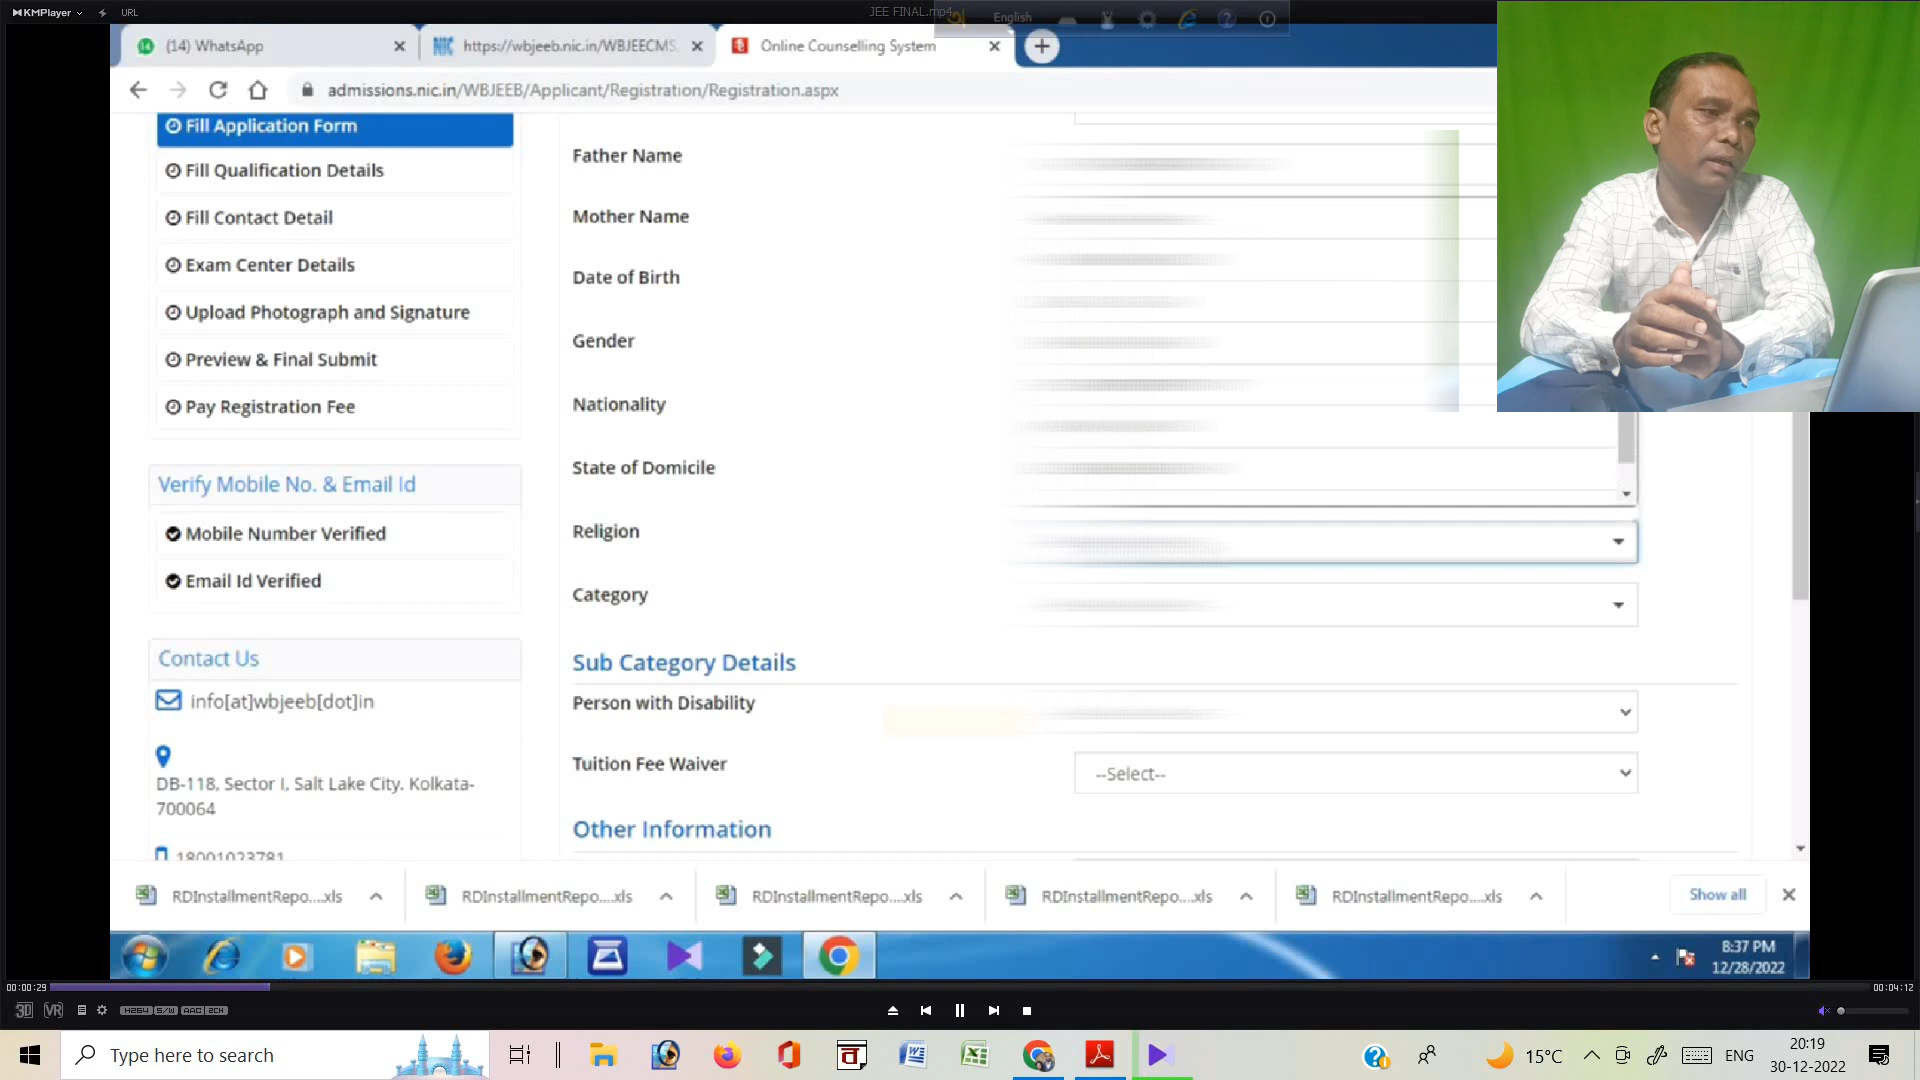 KMPlayer
URL
JEE FINAL.mp4
English
(14) WhatsApp
https://wbjeeb.nic.in/WBJEECMS
Online Counselling System
admissions.nic.in/WBJEEB/Applicant/Registration/Registration.aspx
Fill Application Form
Fill Qualification Details
Fill Contact Detail
Exam Center Details
Upload Photograph and Signature
Preview & Final Submit
Pay Registration Fee
Verify Mobile No. & Email Id
Mobile Number Verified
Email Id Verified
Contact Us
info[at]wbjeeb[dot]in
DB-118, Sector I, Salt Lake City. Kolkata-
700064
18001023781
Father Name
Mother Name
Date of Birth
Gender
Nationality
State of Domicile
Religion
Category
Sub Category Details
Person with Disability
Tuition Fee Waiver
--Select--
Other Information
RDInstallmentRepo....xls
RDInstallmentRepo....xls
RDInstallmentRepo....xls
RDInstallmentRepo....xls
RDInstallmentRepo....xls
Show all
8:37 PM
12/28/2022
00:00:29
00:04:12
3D
VR
H264 S/W AAC 2CH
Type here to search
15°C
ENG
20:19
30-12-2022